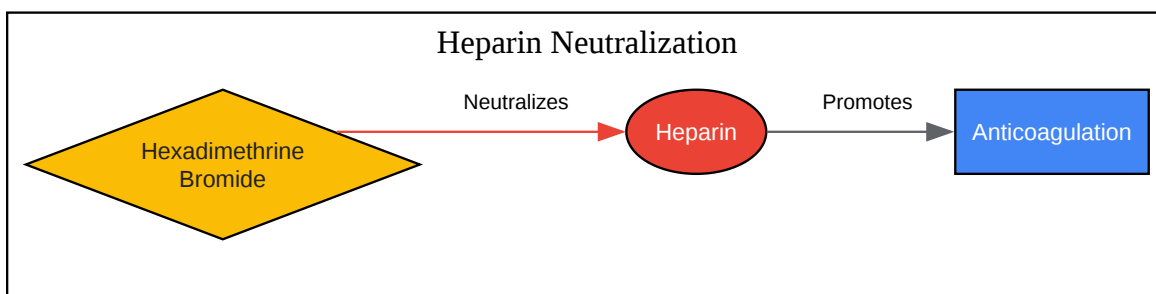 Heparin Neutralization
Hexadimethrine
Bromide
Neutralizes
Heparin
Promotes
Anticoagulation